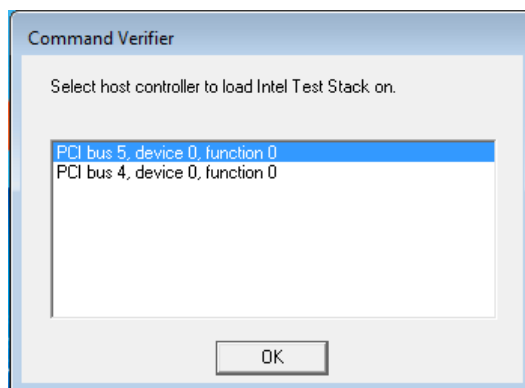 Command Verifier
Select host controller to load Intel Test Stack on.
PCI bus 5, device 0, function 0
PCI bus 4, device 0, function 0
OK